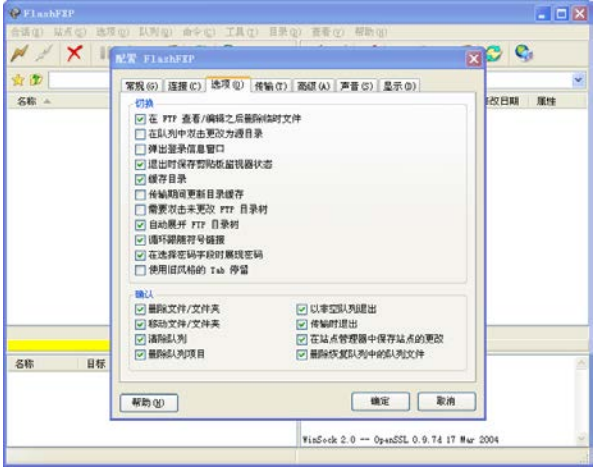 FlashFXP
会话(I) 站点(S) 选项(O) 队列(Q) 命令(C) 工具(T) 目录(D) 查看(V) 帮助(H)
配置 FlashFXP
常规(G) 连接(C) 选项(O) 传输(T) 高级(A) 声音(S) 显示(D)
名称
修改日期 属性
切换
在 FTP 查看/编辑之后删除临时文件
在队列中双击更改为源目录
弹出登录信息窗口
退出时保存剪贴板监视器状态
缓存目录
传输期间更新目录缓存
需要双击来更改 FTP 目录树
自动展开 FTP 目录树
循环跟随符号链接
在选择密码字段时展现密码
使用旧风格的 Tab 停留
确认
删除文件/文件夹 以非空队列退出
移动文件/文件夹 传输时退出
清除队列 在站点管理器中保存站点的更改
删除队列项目 删除恢复队列中的队列文件
名称 目标
帮助(H) 确定 取消
WinSock 2.0 -- OpenSSL 0.9.7d 17 Mar 2004